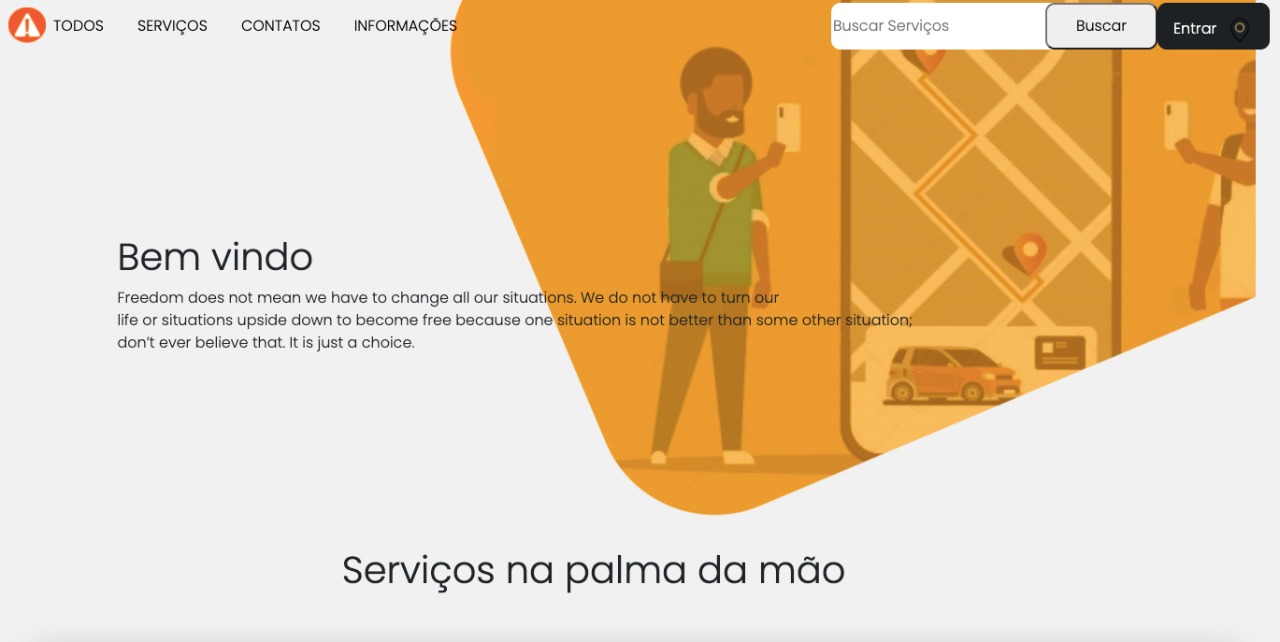 TODOS SERVIÇOS CONTATOS INFORMAÇÕES Buscar Serviços Buscar Entrar
Bem vindo
Freedom does not mean we have to change all our situations. We do not have to turn our
life or situations upside down to become free because one situation is not better than some other situation;
don't ever believe that. It is just a choice.
Serviços na palma da mão